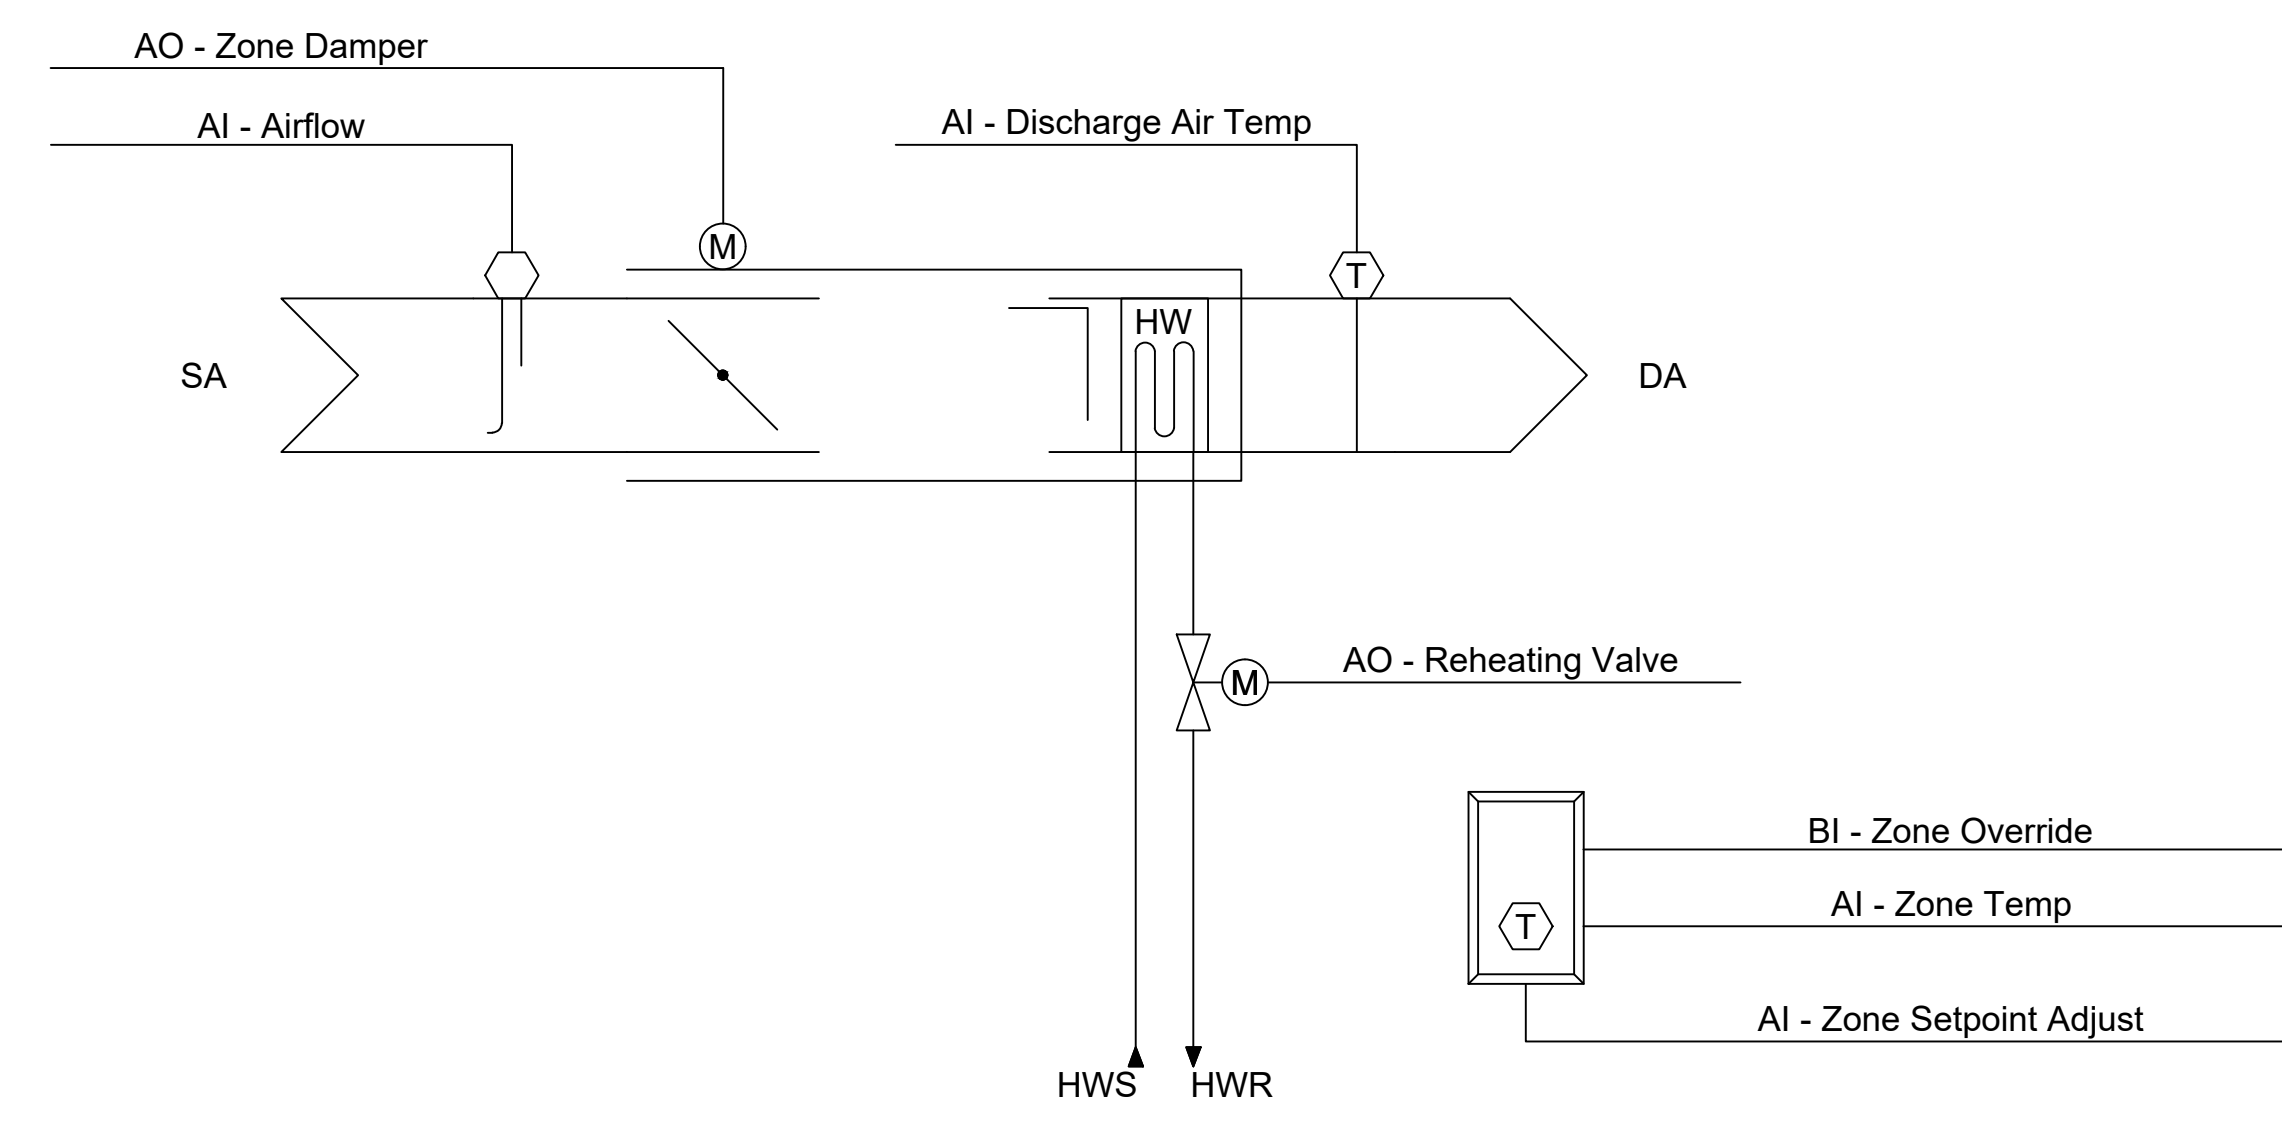 AO - Zone Damper
AI - Airflow
AI - Discharge Air Temp
M
T
HW
SA
DA
AO - Reheating Valve
M
BI - Zone Override
AI - Zone Temp
T
AI - Zone Setpoint Adjust
HWS
HWR